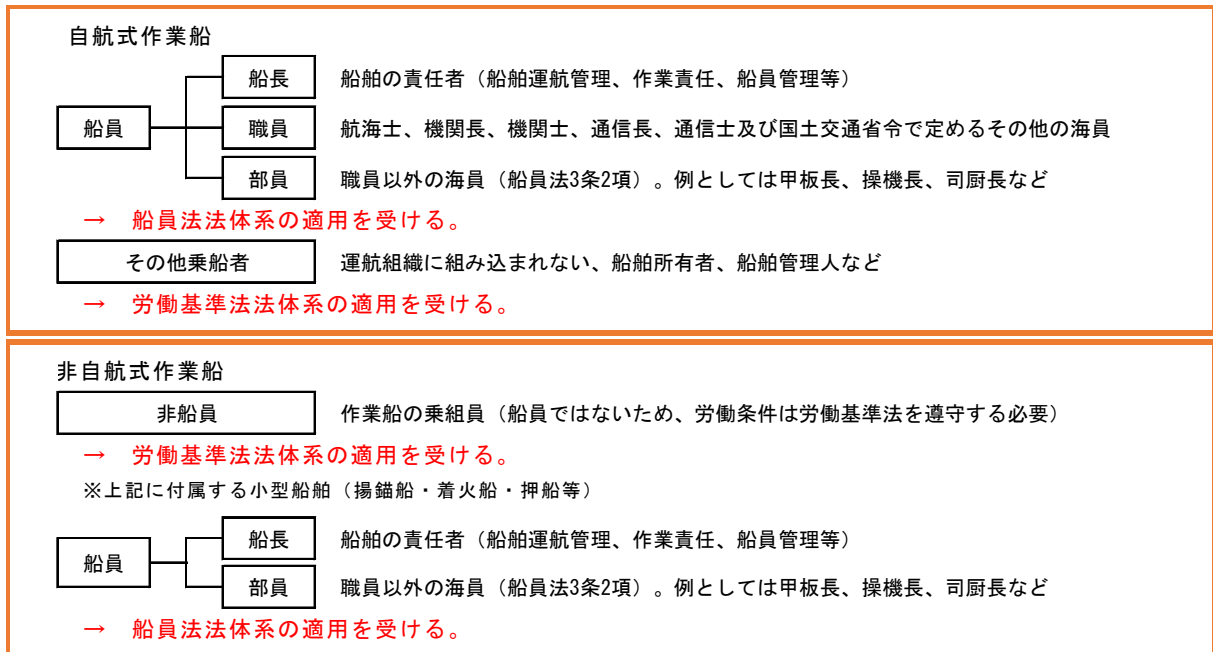 自航式作業船
船長 船舶の責任者（船舶運航管理、作業責任、船員管理等）
船員 職員 航海士、機関長、機関士、通信長、通信士及び国土交通省令で定めるその他の海員
部員 職員以外の海員（船員法3条2項）。例としては甲板長、操機長、司厨長など
→ 船員法法体系の適用を受ける。
その他乗船者 運航組織に組み込まれない、船舶所有者、船舶管理人など
→ 労働基準法法体系の適用を受ける。
非自航式作業船
非船員 作業船の乗組員（船員ではないため、労働条件は労働基準法を遵守する必要）
→ 労働基準法法体系の適用を受ける。
※上記に付属する小型船舶（揚錨船・着火船・押船等）
船長 船舶の責任者（船舶運航管理、作業責任、船員管理等）
船員
部員 職員以外の海員（船員法3条2項）。例としては甲板長、操機長、司厨長など
→ 船員法法体系の適用を受ける。